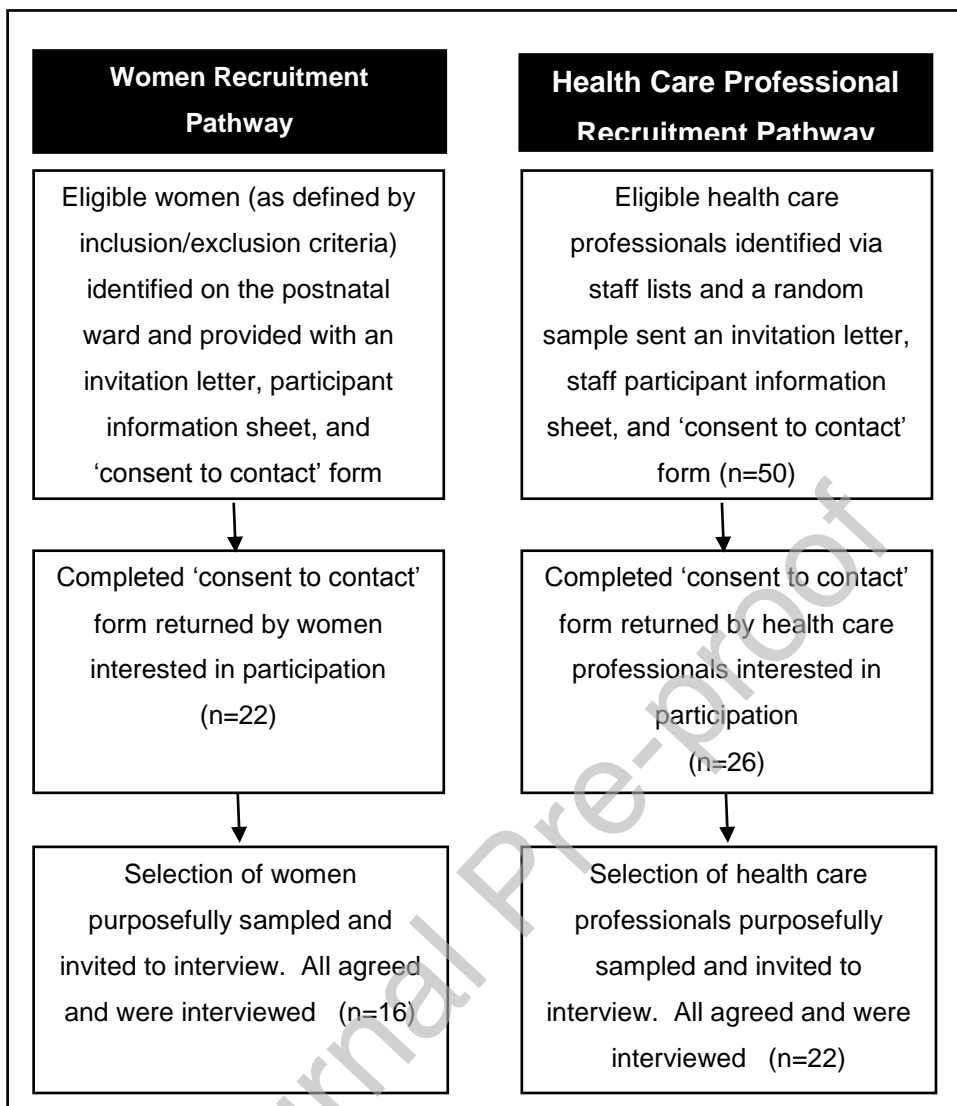 Women Recruitment
Pathway
Eligible women (as defined by
inclusion/exclusion criteria)
identified on the postnatal
ward and provided with an
invitation letter, participant
information sheet, and
‘consent to contact’ form
Completed ‘consent to contact’
form returned by women
interested in participation
(n=22)
Selection of women
purposefully sampled and
invited to interview. All agreed
and were interviewed (n=16)
Health Care Professional
Recruitment Pathway
Eligible health care
professionals identified via
staff lists and a random
sample sent an invitation letter,
staff participant information
sheet, and ‘consent to contact’
form (n=50)
Completed ‘consent to contact’
form returned by health care
professionals interested in
participation
(n=26)
Selection of health care
professionals purposefully
sampled and invited to
interview. All agreed and were
interviewed (n=22)
rnal Pre-proof